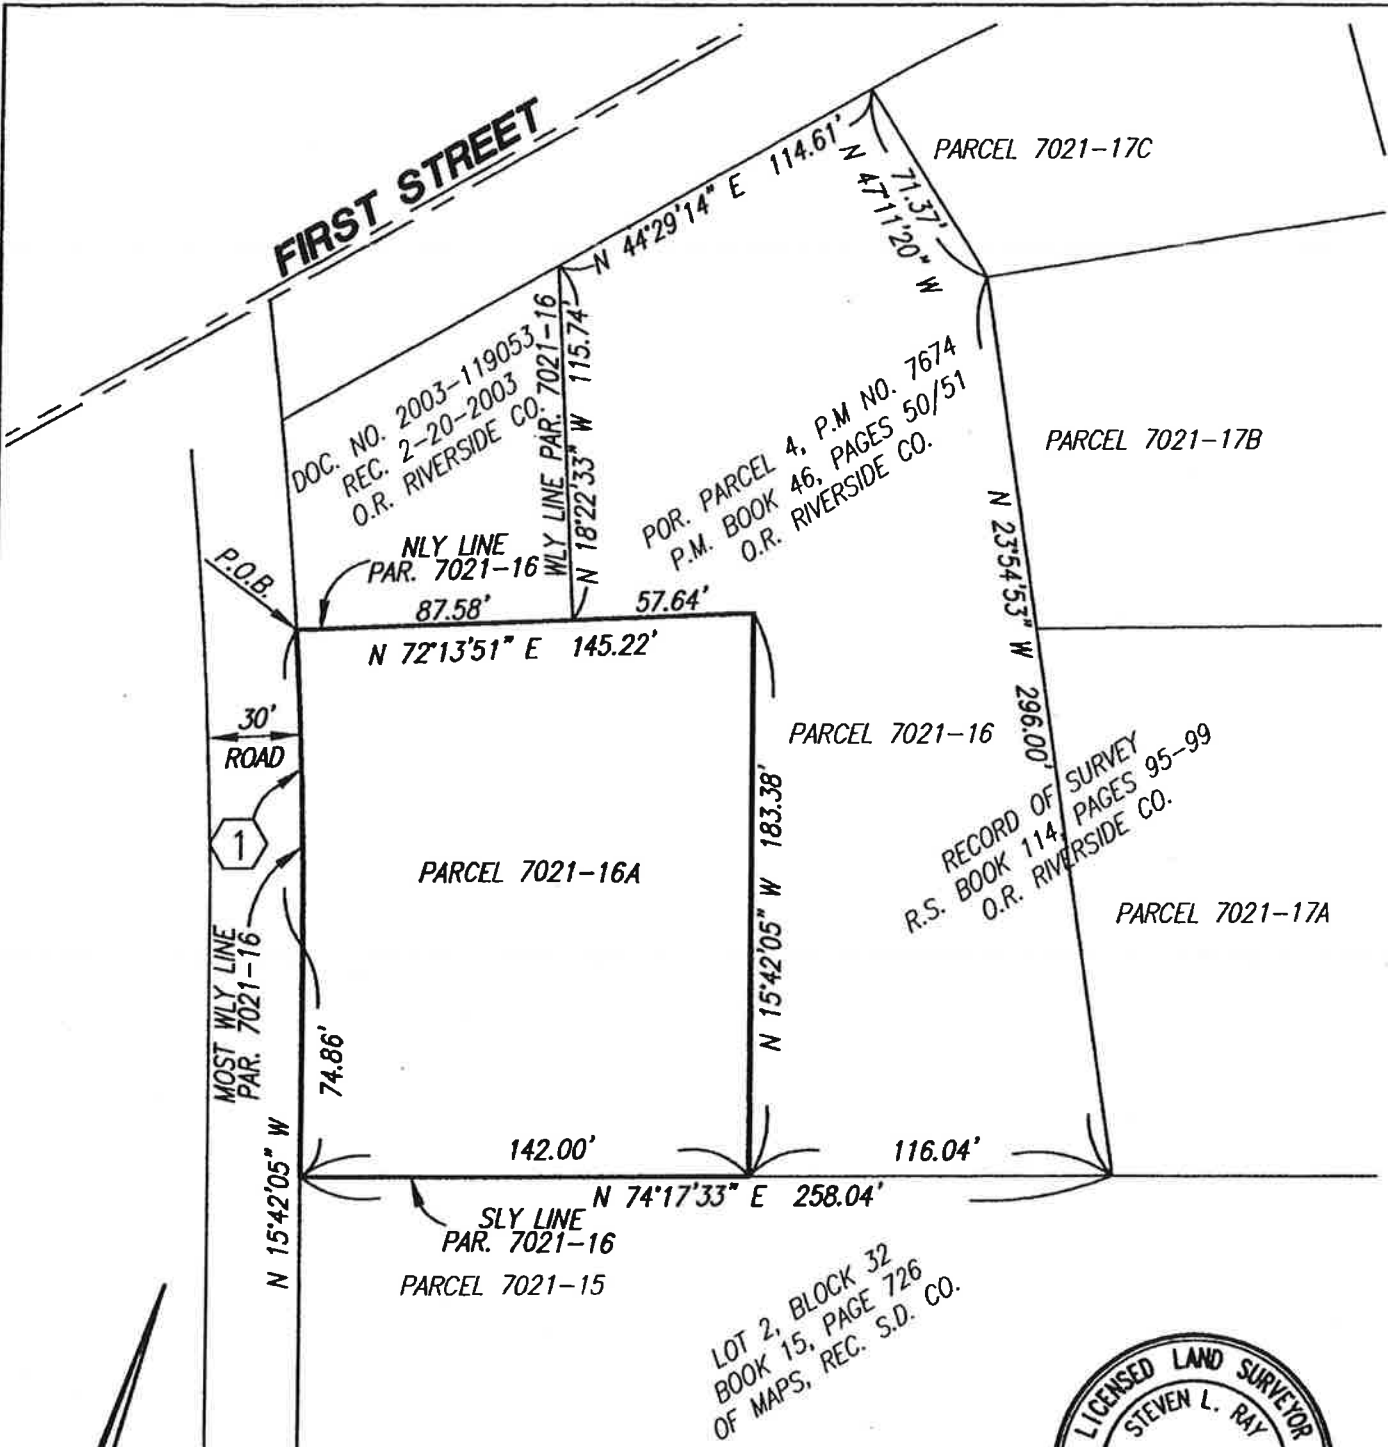 FIRST STREET
N 44°29'14" E 114.61'
71.37'
N 47°11'20" W
PARCEL 7021-17C
DOC. NO. 2003-119053
REC. 2-20-2003
O.R. RIVERSIDE CO.
WLY LINE PAR. 7021-16
N 18°22'33" W 115.74'
POR. PARCEL 4, P.M NO. 7674
P.M. BOOK 46, PAGES 50/51
O.R. RIVERSIDE CO.
PARCEL 7021-17B
N 23°54'53" W 296.00'
P.O.B.
NLY LINE
PAR. 7021-16
87.58'
57.64'
N 72°13'51" E 145.22'
30'
ROAD
1
PARCEL 7021-16
183.38'
N 15°42'05" W
RECORD OF SURVEY
R.S. BOOK 114, PAGES 95-99
O.R. RIVERSIDE CO.
PARCEL 7021-16A
PARCEL 7021-17A
MOST WLY LINE
PAR. 7021-16
74.86'
N 15°42'05" W
142.00'
116.04'
N 74°17'33" E 258.04'
SLY LINE
PAR. 7021-16
PARCEL 7021-15
LOT 2, BLOCK 32
BOOK 15, PAGE 726
OF MAPS, REC. S.D. CO.
LICENSED LAND SURVEYOR
STEVEN L. RAY